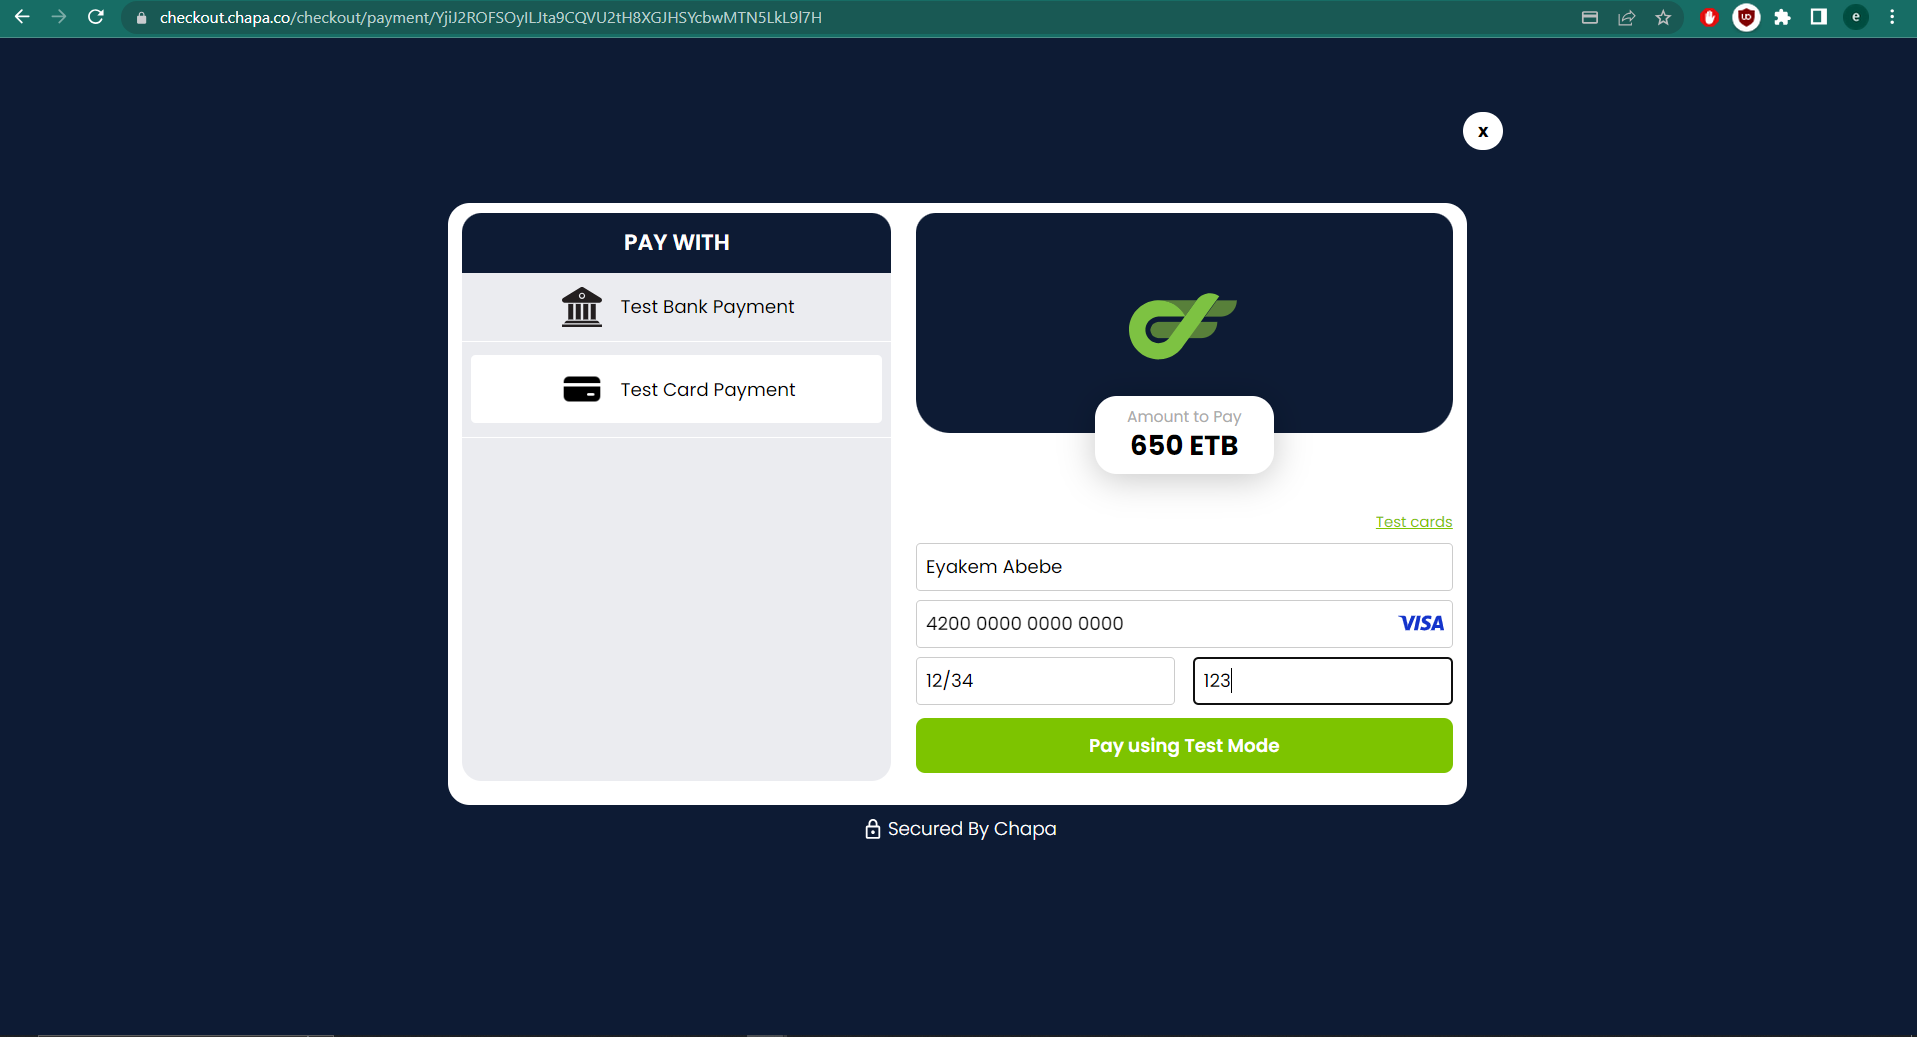 checkout.chapa.co/checkout/payment/YjiJ2ROFSOyILJta9CQVU2tH8XGJHSYcbwMTN5LkL9l7H
e
x
PAY WITH
Test Bank Payment
Test Card Payment
Amount to Pay
650 ETB
Test cards
Eyakem Abebe
4200 0000 0000 0000 VISA
12/34 123
Pay using Test Mode
Secured By Chapa